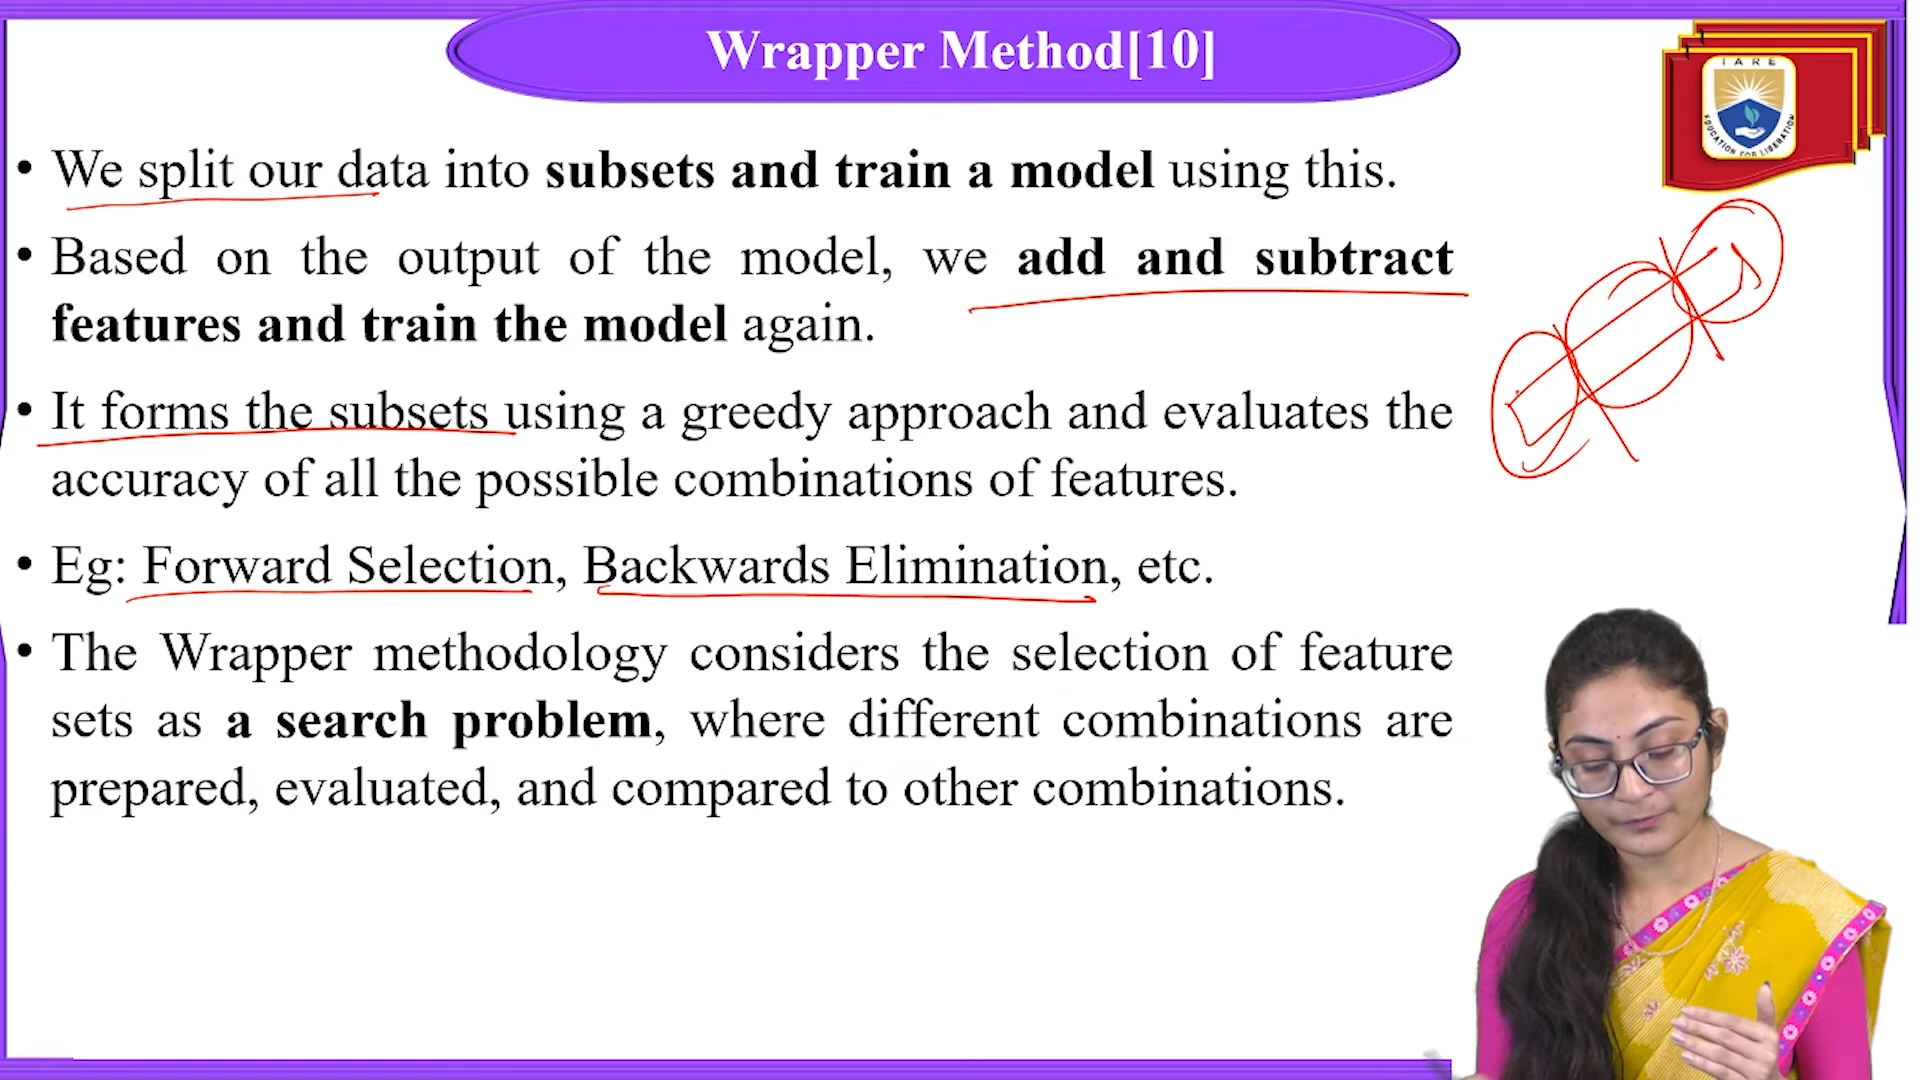 Wrapper Method[10]
I A R E
EDUCATION FOR LIBERATION
• We split our data into subsets and train a model using this.
• Based on the output of the model, we add and subtract
features and train the model again.
• It forms the subsets using a greedy approach and evaluates the
accuracy of all the possible combinations of features.
• Eg: Forward Selection, Backwards Elimination, etc.
• The Wrapper methodology considers the selection of feature
sets as a search problem, where different combinations are
prepared, evaluated, and compared to other combinations.